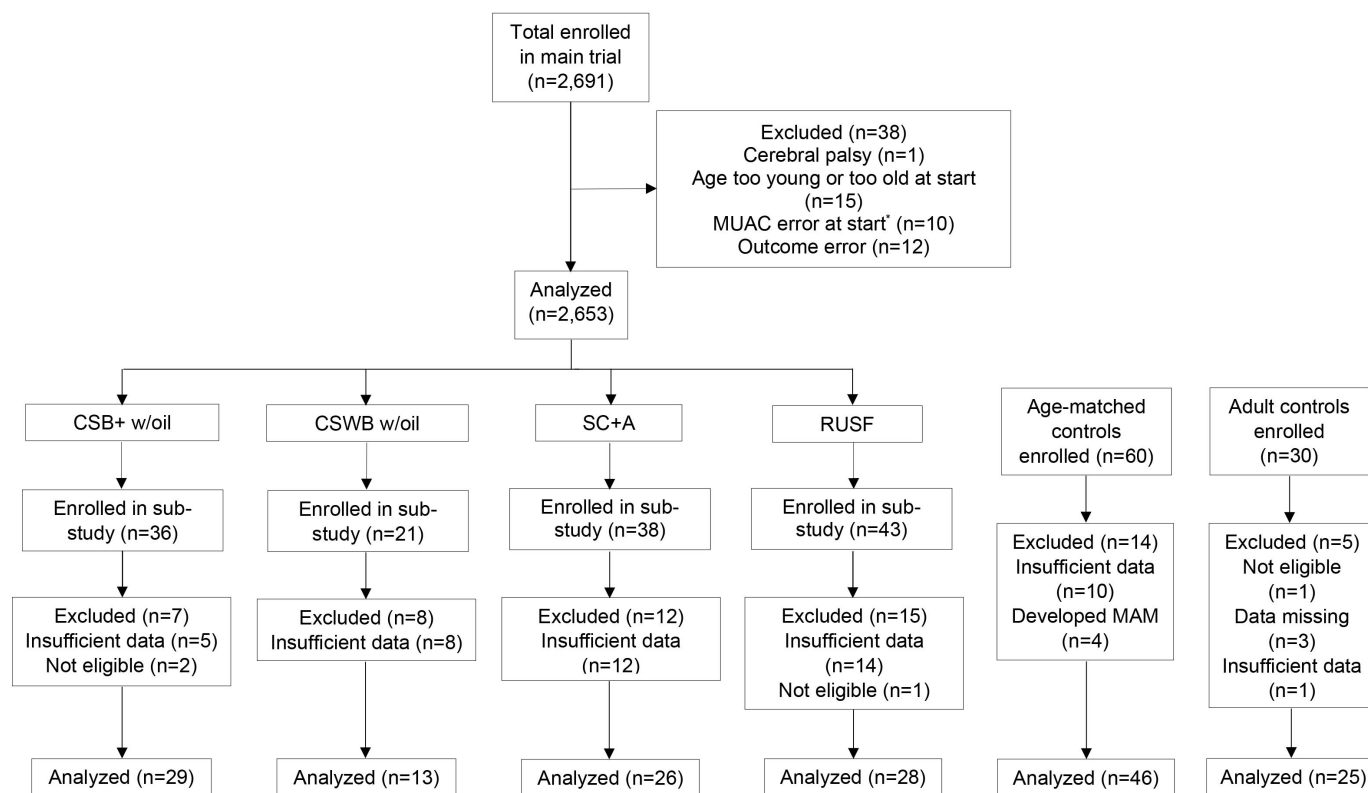 Total enrolled
in main trial
(n=2,691)
Excluded (n=38)
Cerebral palsy (n=1)
Age too young or too old at start
(n=15)
MUAC error at start* (n=10)
Outcome error (n=12)
Analyzed
(n=2,653)
CSB+ w/oil
Enrolled in sub-
study (n=36)
Excluded (n=7)
Insufficient data (n=5)
Not eligible (n=2)
Analyzed (n=29)
CSWB w/oil
Enrolled in sub-
study (n=21)
Excluded (n=8)
Insufficient data (n=8)
Analyzed (n=13)
SC+A
Enrolled in sub-
study (n=38)
Excluded (n=12)
Insufficient data
(n=12)
Analyzed (n=26)
RUSF
Enrolled in sub-
study (n=43)
Excluded (n=15)
Insufficient data
(n=14)
Not eligible (n=1)
Analyzed (n=28)
Age-matched
controls
enrolled (n=60)
Excluded (n=14)
Insufficient data
(n=10)
Developed MAM
(n=4)
Analyzed (n=46)
Adult controls
enrolled
(n=30)
Excluded (n=5)
Not eligible
(n=1)
Data missing
(n=3)
Insufficient data
(n=1)
Analyzed (n=25)